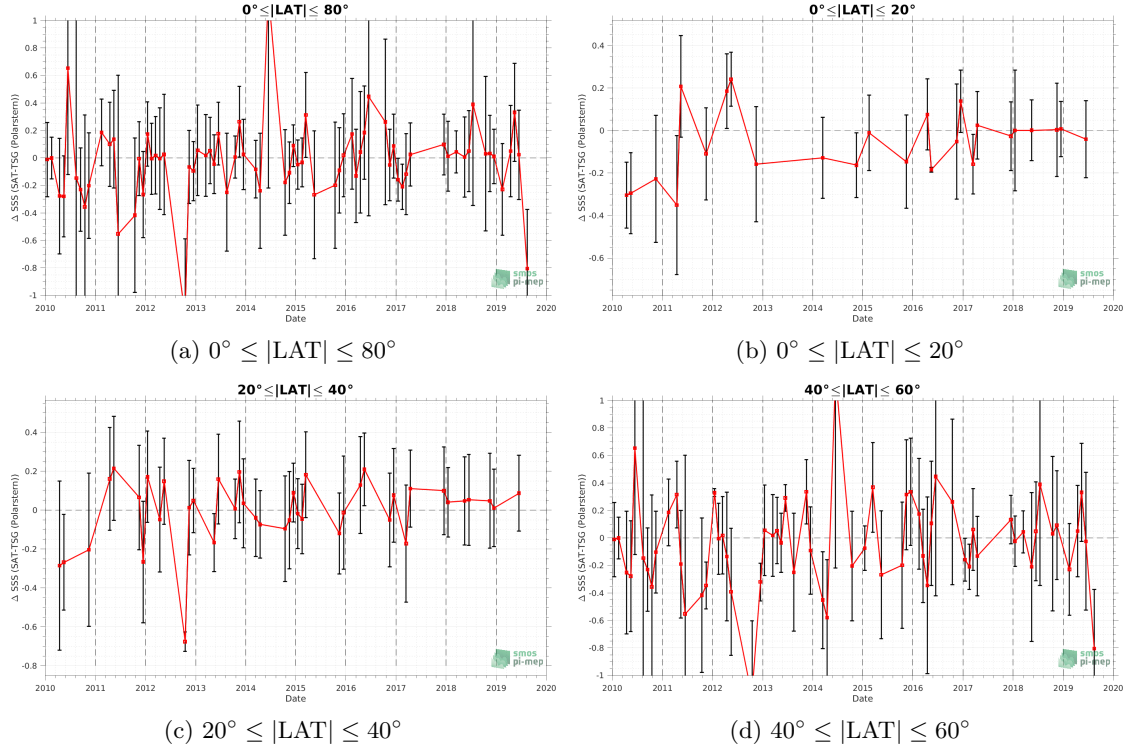 0°≤|LAT|≤ 80°
Δ SSS (SAT-TSG (Polarstern))
1
0.8
0.6
0.4
0.2
0
-0.2
-0.4
-0.6
-0.8
-1
2010 2011 2012 2013 2014 2015 2016 2017 2018 2019 2020
Date
smos
pi-mep
(a) 0° ≤ |LAT| ≤ 80°
0°≤|LAT|≤ 20°
Δ SSS (SAT-TSG (Polarstern))
0.4
0.2
0
-0.2
-0.4
-0.6
2010 2011 2012 2013 2014 2015 2016 2017 2018 2019 2020
Date
smos
pi-mep
(b) 0° ≤ |LAT| ≤ 20°
20°≤|LAT|≤ 40°
Δ SSS (SAT-TSG (Polarstern))
0.4
0.2
0
-0.2
-0.4
-0.6
-0.8
2010 2011 2012 2013 2014 2015 2016 2017 2018 2019 2020
Date
smos
pi-mep
(c) 20° ≤ |LAT| ≤ 40°
40°≤|LAT|≤ 60°
Δ SSS (SAT-TSG (Polarstern))
1
0.8
0.6
0.4
0.2
0
-0.2
-0.4
-0.6
-0.8
-1
2010 2011 2012 2013 2014 2015 2016 2017 2018 2019 2020
Date
smos
pi-mep
(d) 40° ≤ |LAT| ≤ 60°